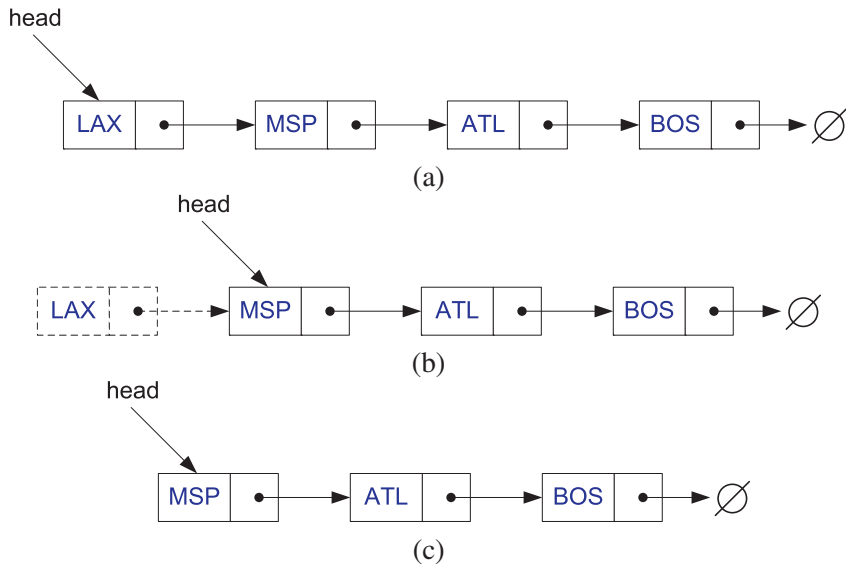 head
LAX MSP ATL BOS ∅
(a)
head
LAX MSP ATL BOS ∅
(b)
head
MSP ATL BOS ∅
(c)